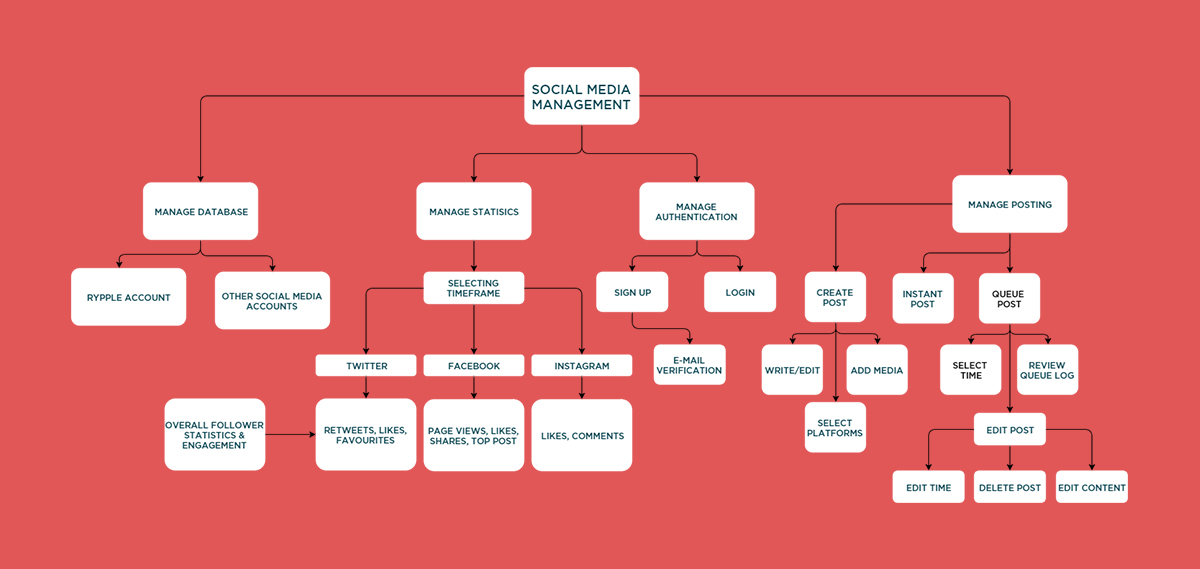 SOCIAL MEDIA
MANAGEMENT
MANAGE DATABASE
MANAGE STATISICS
MANAGE
AUTHENTICATION
MANAGE POSTING
RYPPLE ACCOUNT
OTHER SOCIAL MEDIA
ACCOUNTS
SELECTING
TIMEFRAME
SIGN UP
LOGIN
CREATE
POST
INSTANT
POST
QUEUE
POST
TWITTER
FACEBOOK
INSTAGRAM
E-MAIL
VERIFICATION
WRITE/EDIT
ADD MEDIA
SELECT
TIME
REVIEW
QUEUE LOG
OVERALL FOLLOWER
STATISTICS &
ENGAGEMENT
RETWEETS, LIKES,
FAVOURITES
PAGE VIEWS, LIKES,
SHARES, TOP POST
LIKES, COMMENTS
SELECT
PLATFORMS
EDIT POST
EDIT TIME
DELETE POST
EDIT CONTENT